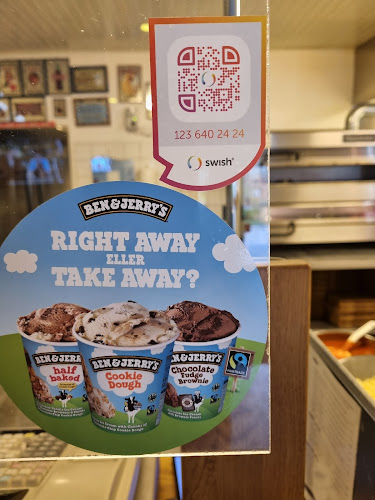 123 640 24 24
swish®
BEN&JERRY'S
RIGHT AWAY
ELLER
TAKE AWAY?
BEN&JERRY'S
half
baked
BEN&JERRY'S
Cookie
Dough
BEN&JERRY'S
Chocolate
Fudge
Brownie
FAIRTRADE